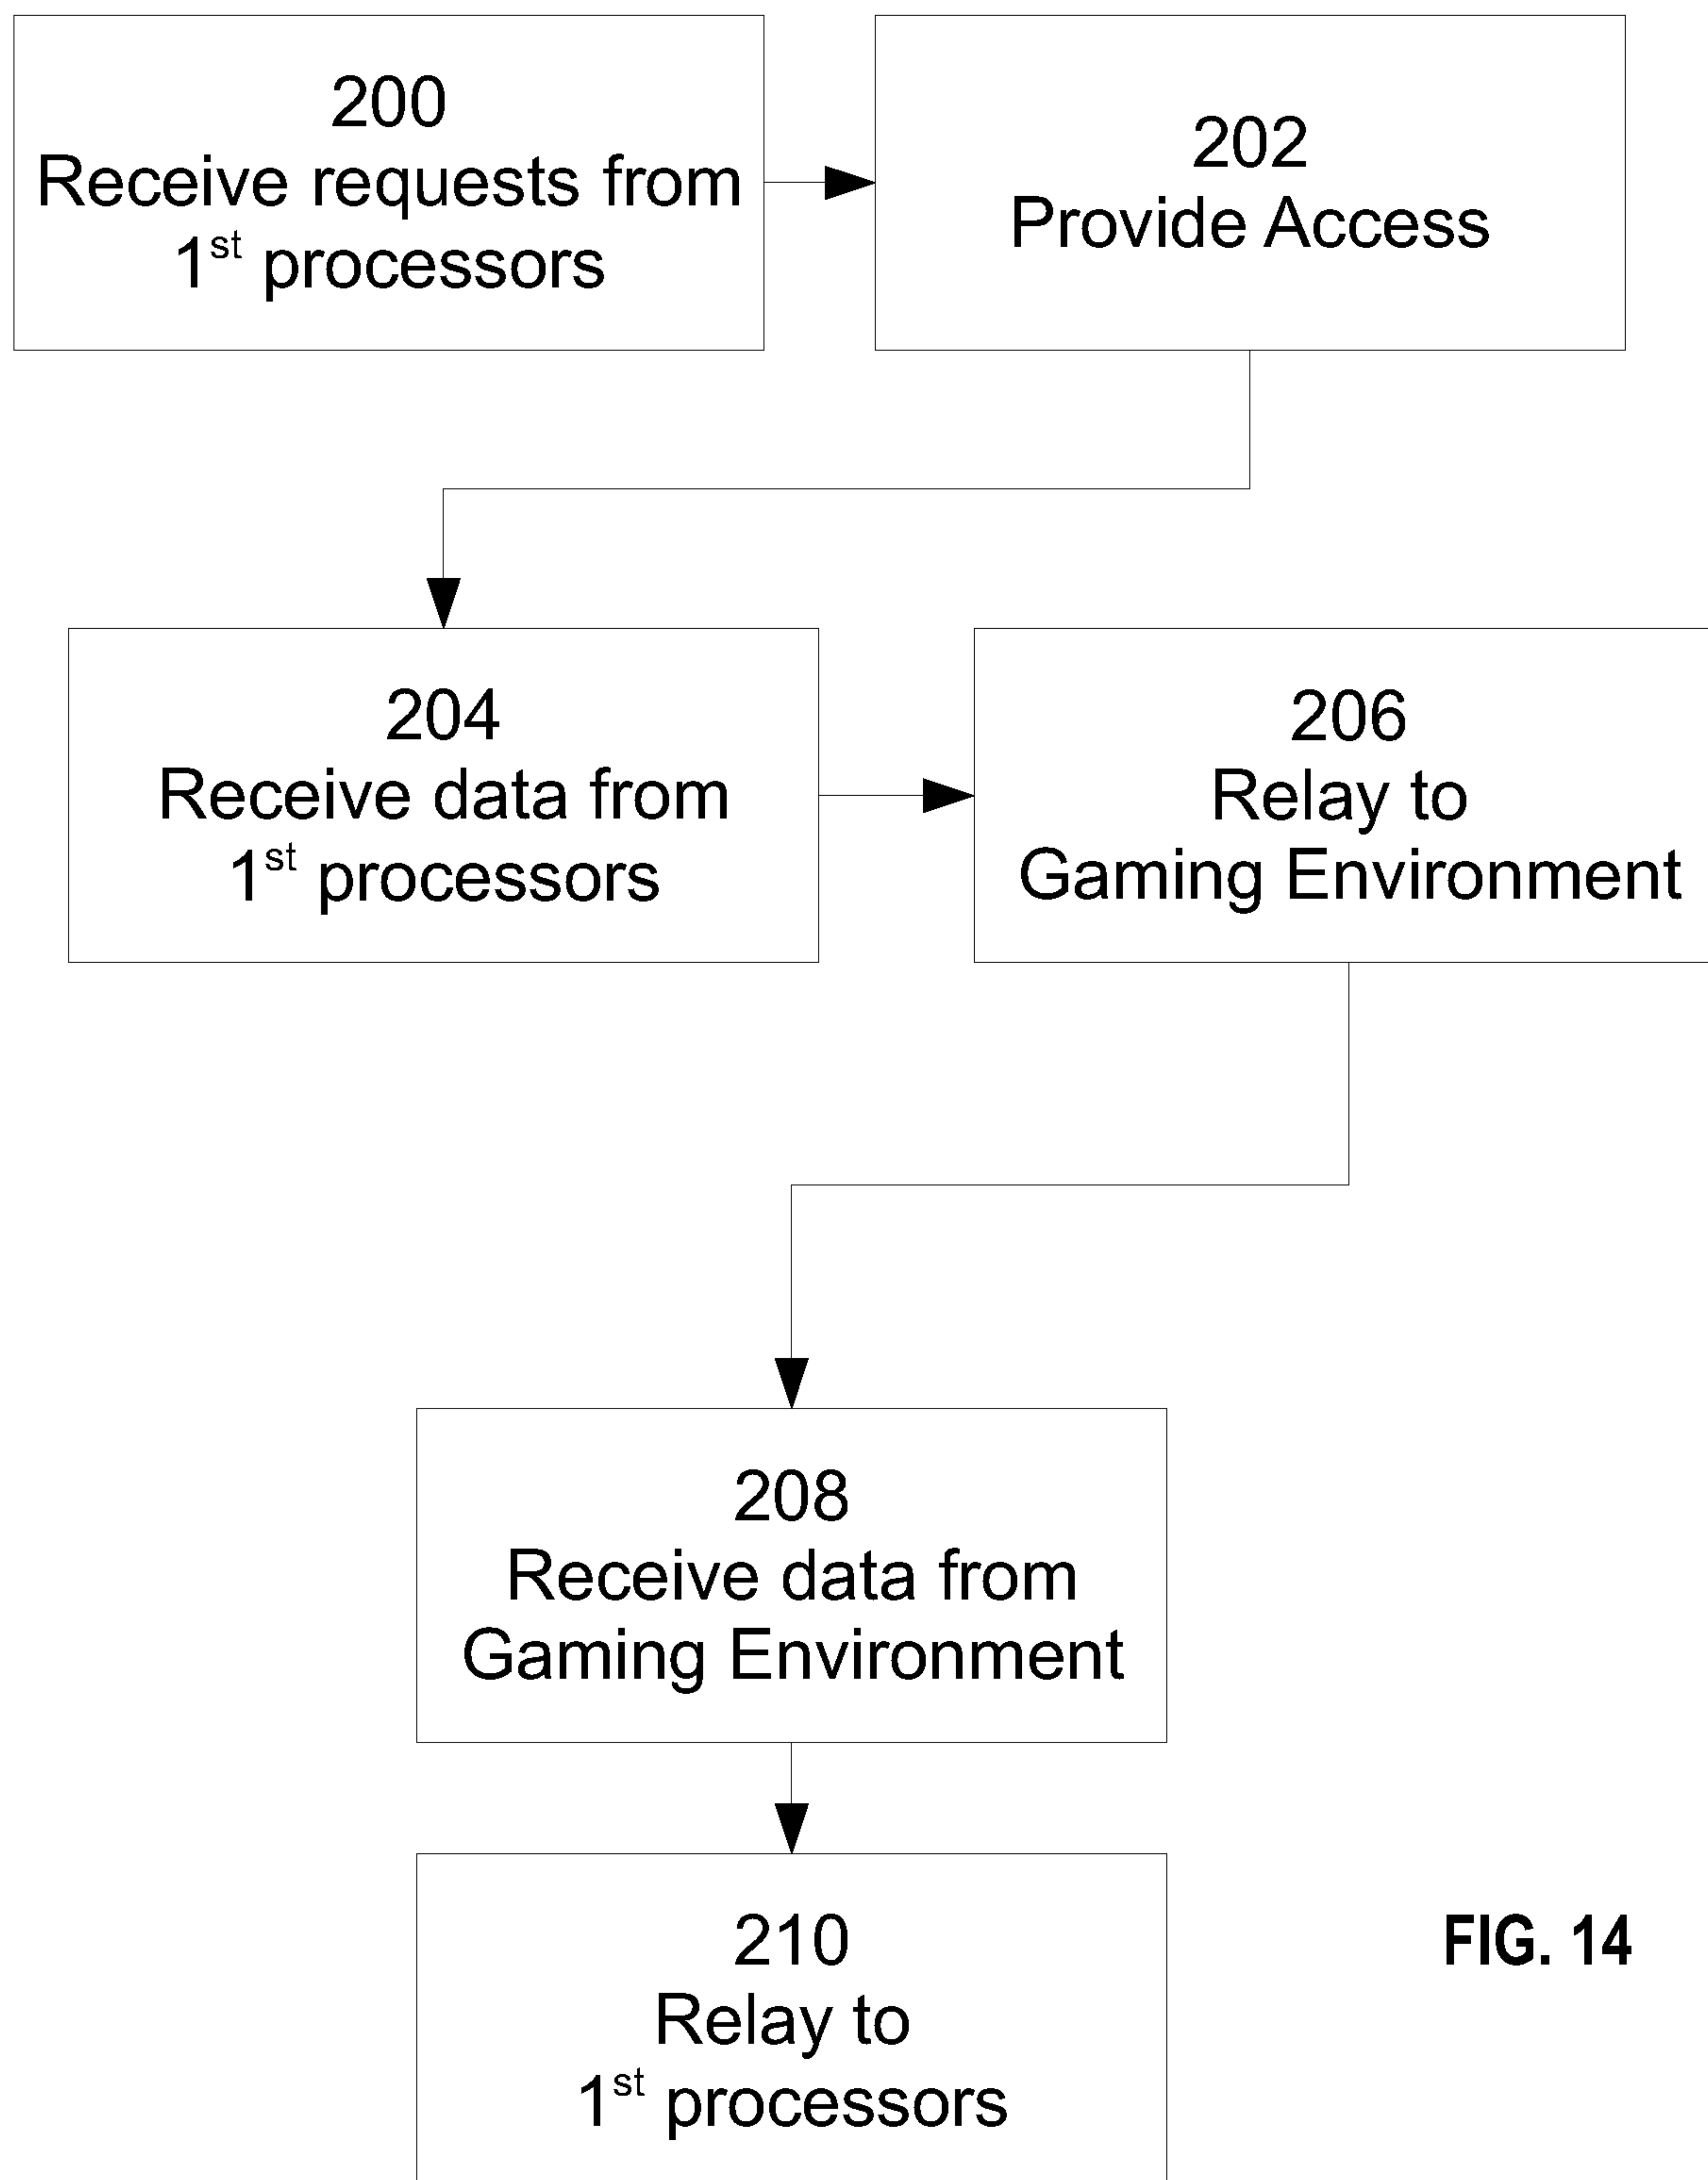 200
Receive requests from
1st processors
202
Provide Access
204
Receive data from
1st processors
206
Relay to
Gaming Environment
208
Receive data from
Gaming Environment
210
Relay to
1st processors
FIG. 14